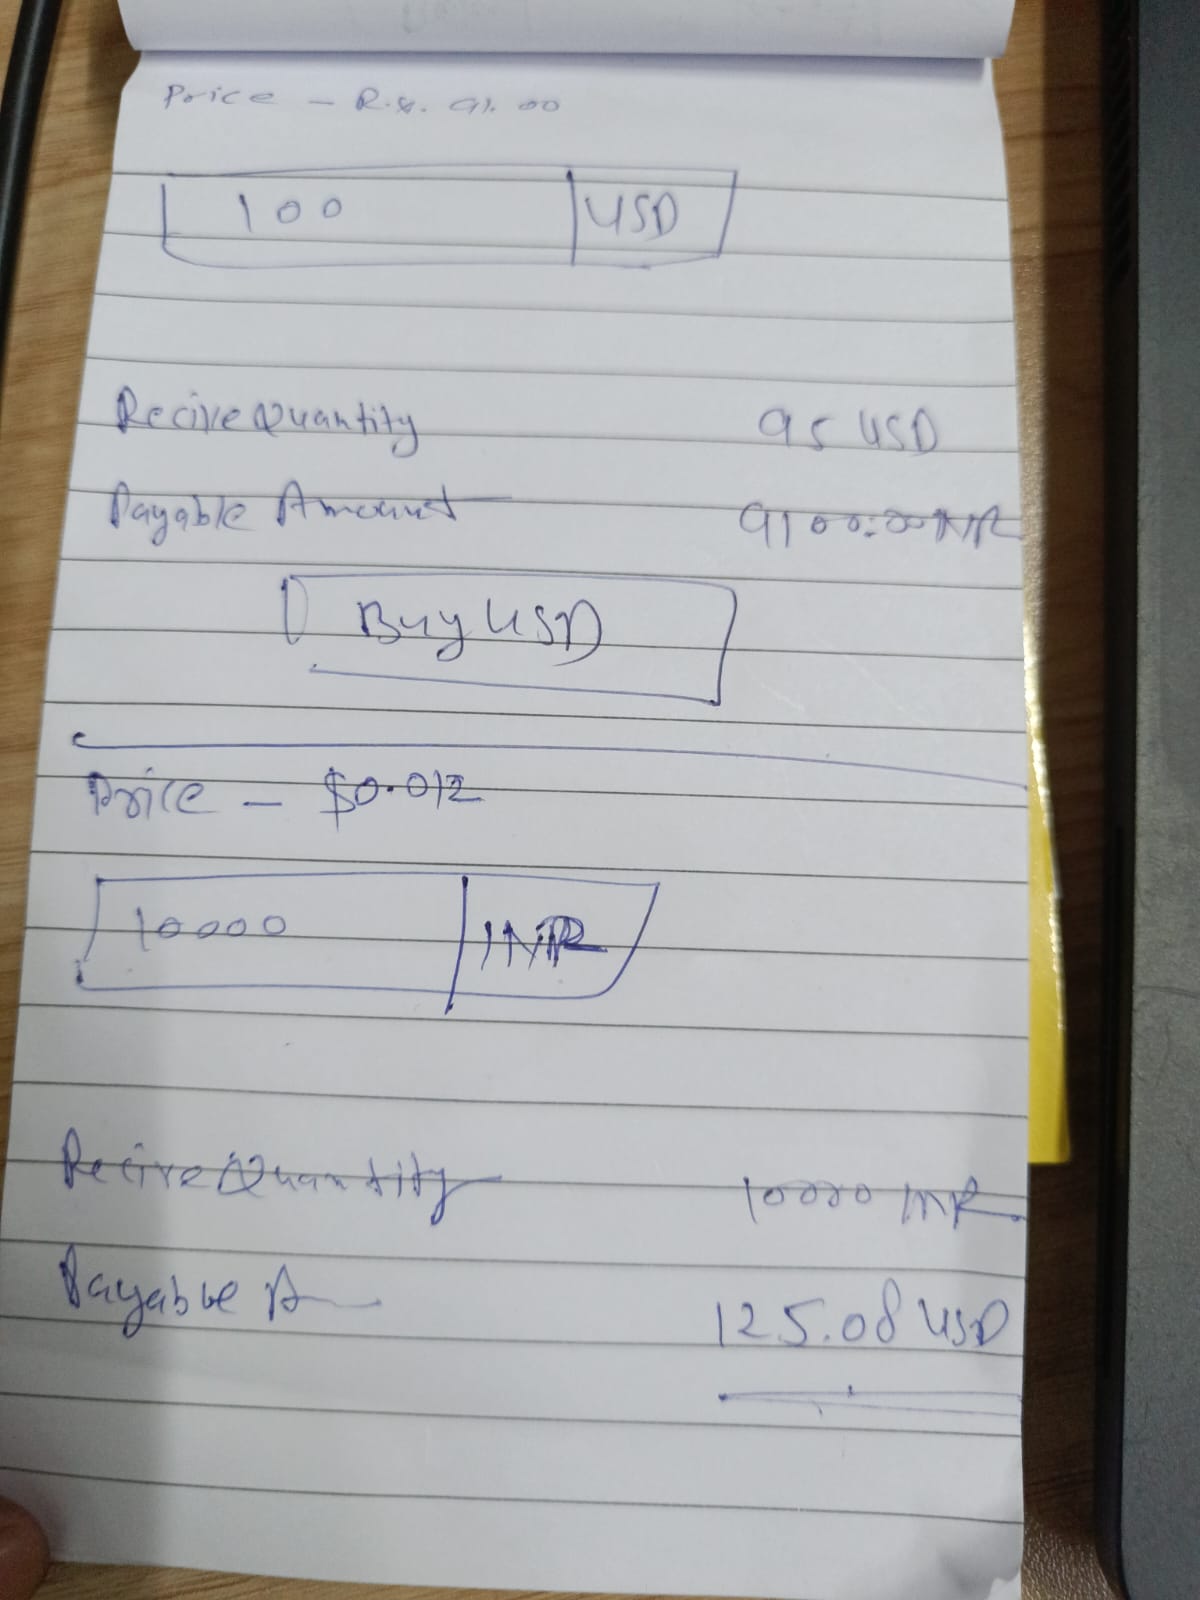 Price - R.s. 91.00
100 USD
Recive Quantity 95 USD
Payable Amount 9100.00 INR
Buy USD
Price - $0.012
10000 INR
Recive Quantity 10000 INR
Payable A 125.08 USD